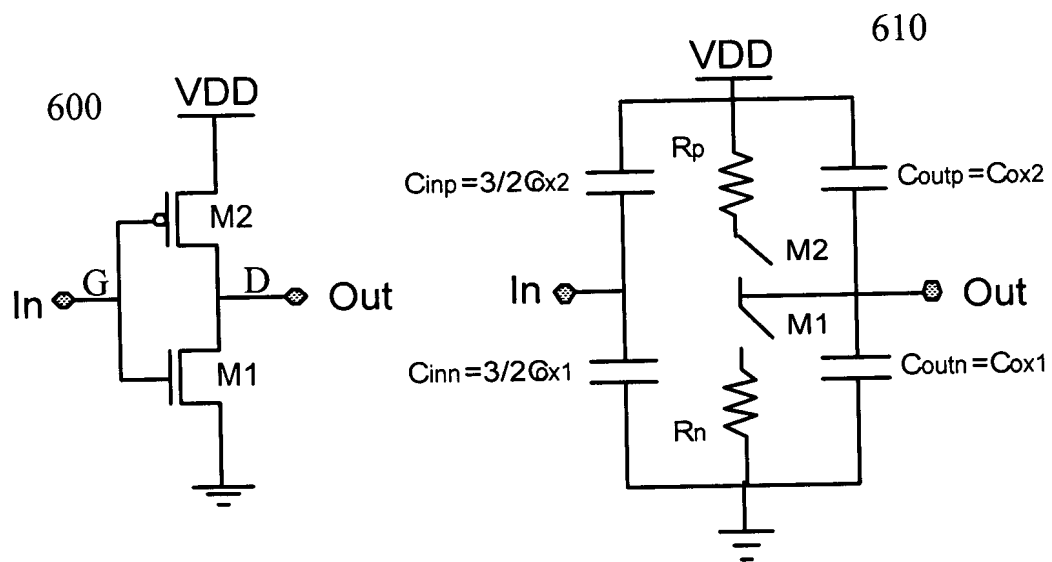 600
VDD
M2
G
D
In
Out
M1
610
VDD
Rp
Cinp=3/2Cox2
Coutp=Cox2
M2
In
Out
M1
Cinn=3/2Cox1
Coutn=Cox1
Rn